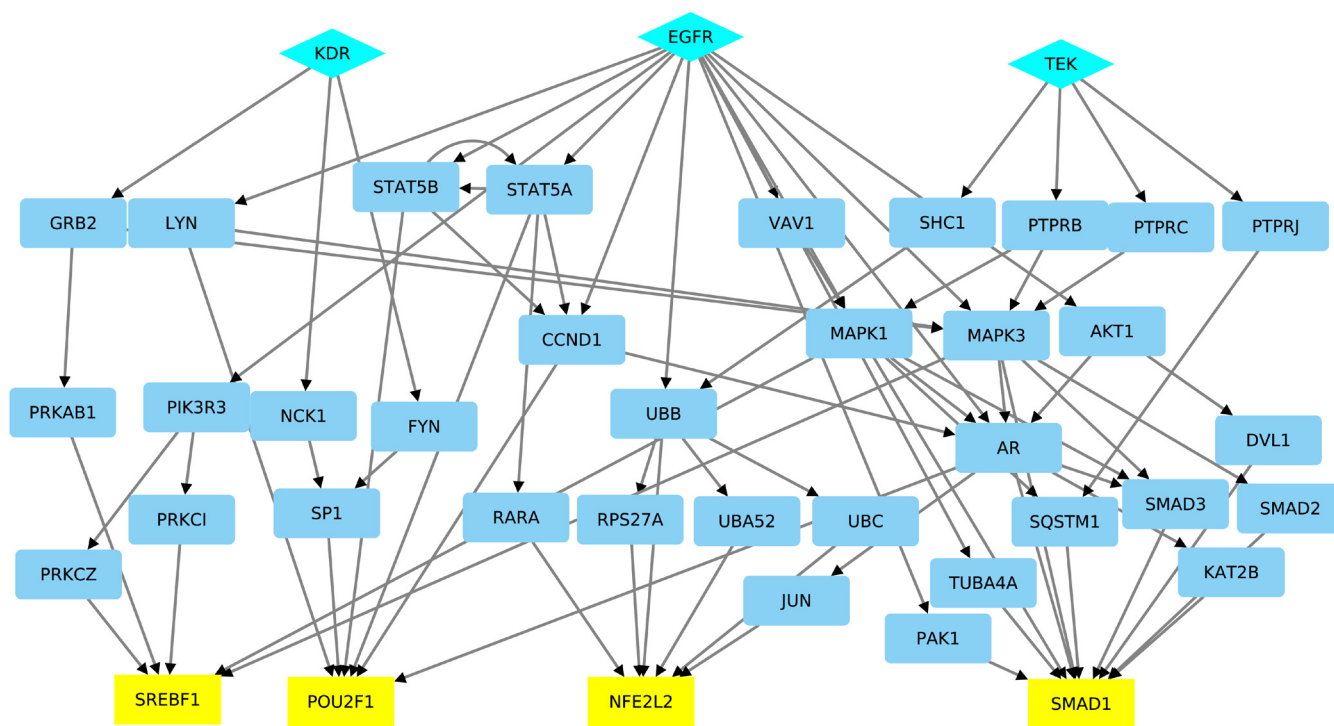 EGFR
KDR
TEK
STAT5B
STAT5A
GRB2
LYN
VAV1
SHC1
PTPRB
PTPRC
PTPRJ
CCND1
MAPK1
MAPK3
AKT1
PRKAB1
PIK3R3
NCK1
FYN
UBB
AR
DVL1
PRKCI
SP1
RARA
RPS27A
UBA52
UBC
SQSTM1
SMAD3
SMAD2
PRKCZ
JUN
TUBA4A
KAT2B
PAK1
SREBF1
POU2F1
NFE2L2
SMAD1